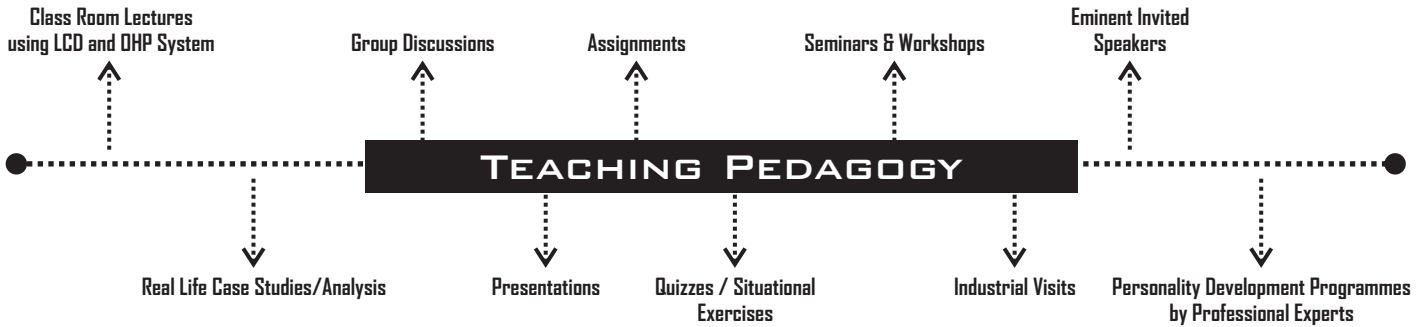 Class Room Lectures
using LCD and OHP System
Group Discussions
Assignments
Seminars & Workshops
Eminent Invited
Speakers
TEACHING PEDAGOGY
Real Life Case Studies/Analysis
Presentations
Quizzes / Situational
Exercises
Industrial Visits
Personality Development Programmes
by Professional Experts